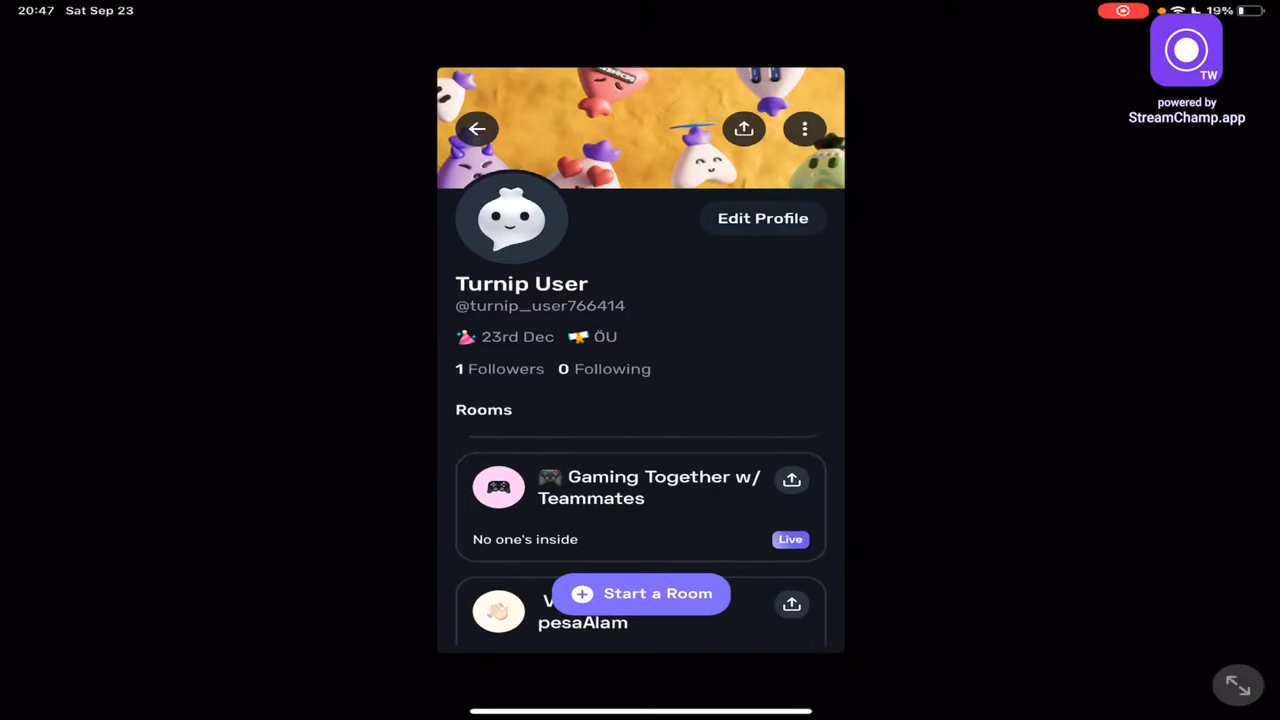 20:47 Sat Sep 23
19%
TW
powered by
StreamChamp.app
Edit Profile
Turnip User
@turnip_user766414
23rd Dec ÖU
1 Followers 0 Following
Rooms
Gaming Together w/
Teammates
No one's inside
Live
Start a Room
pesaAlam